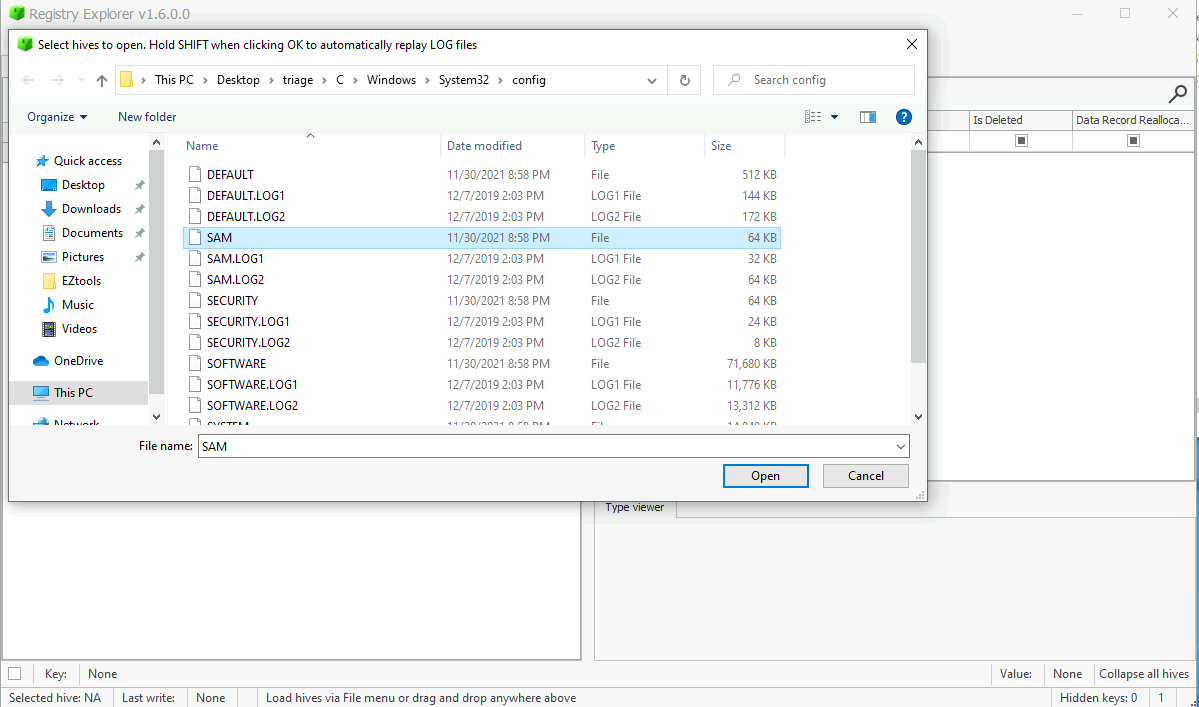 Registry Explorer v1.6.0.0
Select hives to open. Hold SHIFT when clicking OK to automatically replay LOG files
This PC > Desktop > triage > C > Windows > System32 > config
Search config
Organize New folder
Name Date modified Type Size
Quick access
Desktop
Downloads
Documents
Pictures
EZtools
Music
Videos
OneDrive
This PC
Network
DEFAULT 11/30/2021 8:58 PM File 512 KB
DEFAULT.LOG1 12/7/2019 2:03 PM LOG1 File 144 KB
DEFAULT.LOG2 12/7/2019 2:03 PM LOG2 File 172 KB
SAM 11/30/2021 8:58 PM File 64 KB
SAM.LOG1 12/7/2019 2:03 PM LOG1 File 32 KB
SAM.LOG2 12/7/2019 2:03 PM LOG2 File 64 KB
SECURITY 11/30/2021 8:58 PM File 64 KB
SECURITY.LOG1 12/7/2019 2:03 PM LOG1 File 24 KB
SECURITY.LOG2 12/7/2019 2:03 PM LOG2 File 8 KB
SOFTWARE 11/30/2021 8:58 PM File 71,680 KB
SOFTWARE.LOG1 12/7/2019 2:03 PM LOG1 File 11,776 KB
SOFTWARE.LOG2 12/7/2019 2:03 PM LOG2 File 13,312 KB
SYSTEM 11/30/2021 8:58 PM File
File name: SAM
Open Cancel
Is Deleted Data Record Realloca...
Type viewer
Key: None
Value: None Collapse all hives
Selected hive: NA Last write: None Load hives via File menu or drag and drop anywhere above Hidden keys: 0 1